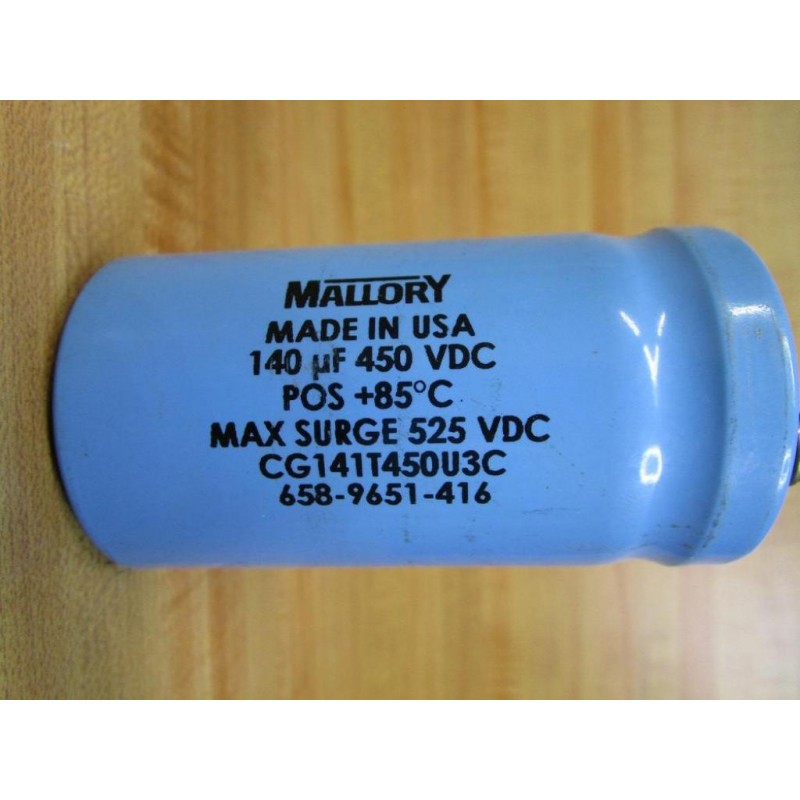 MALLORY
MADE IN USA
140 µF 450 VDC
POS +85°C
MAX SURGE 525 VDC
CG141T450U3C
658-9651-416